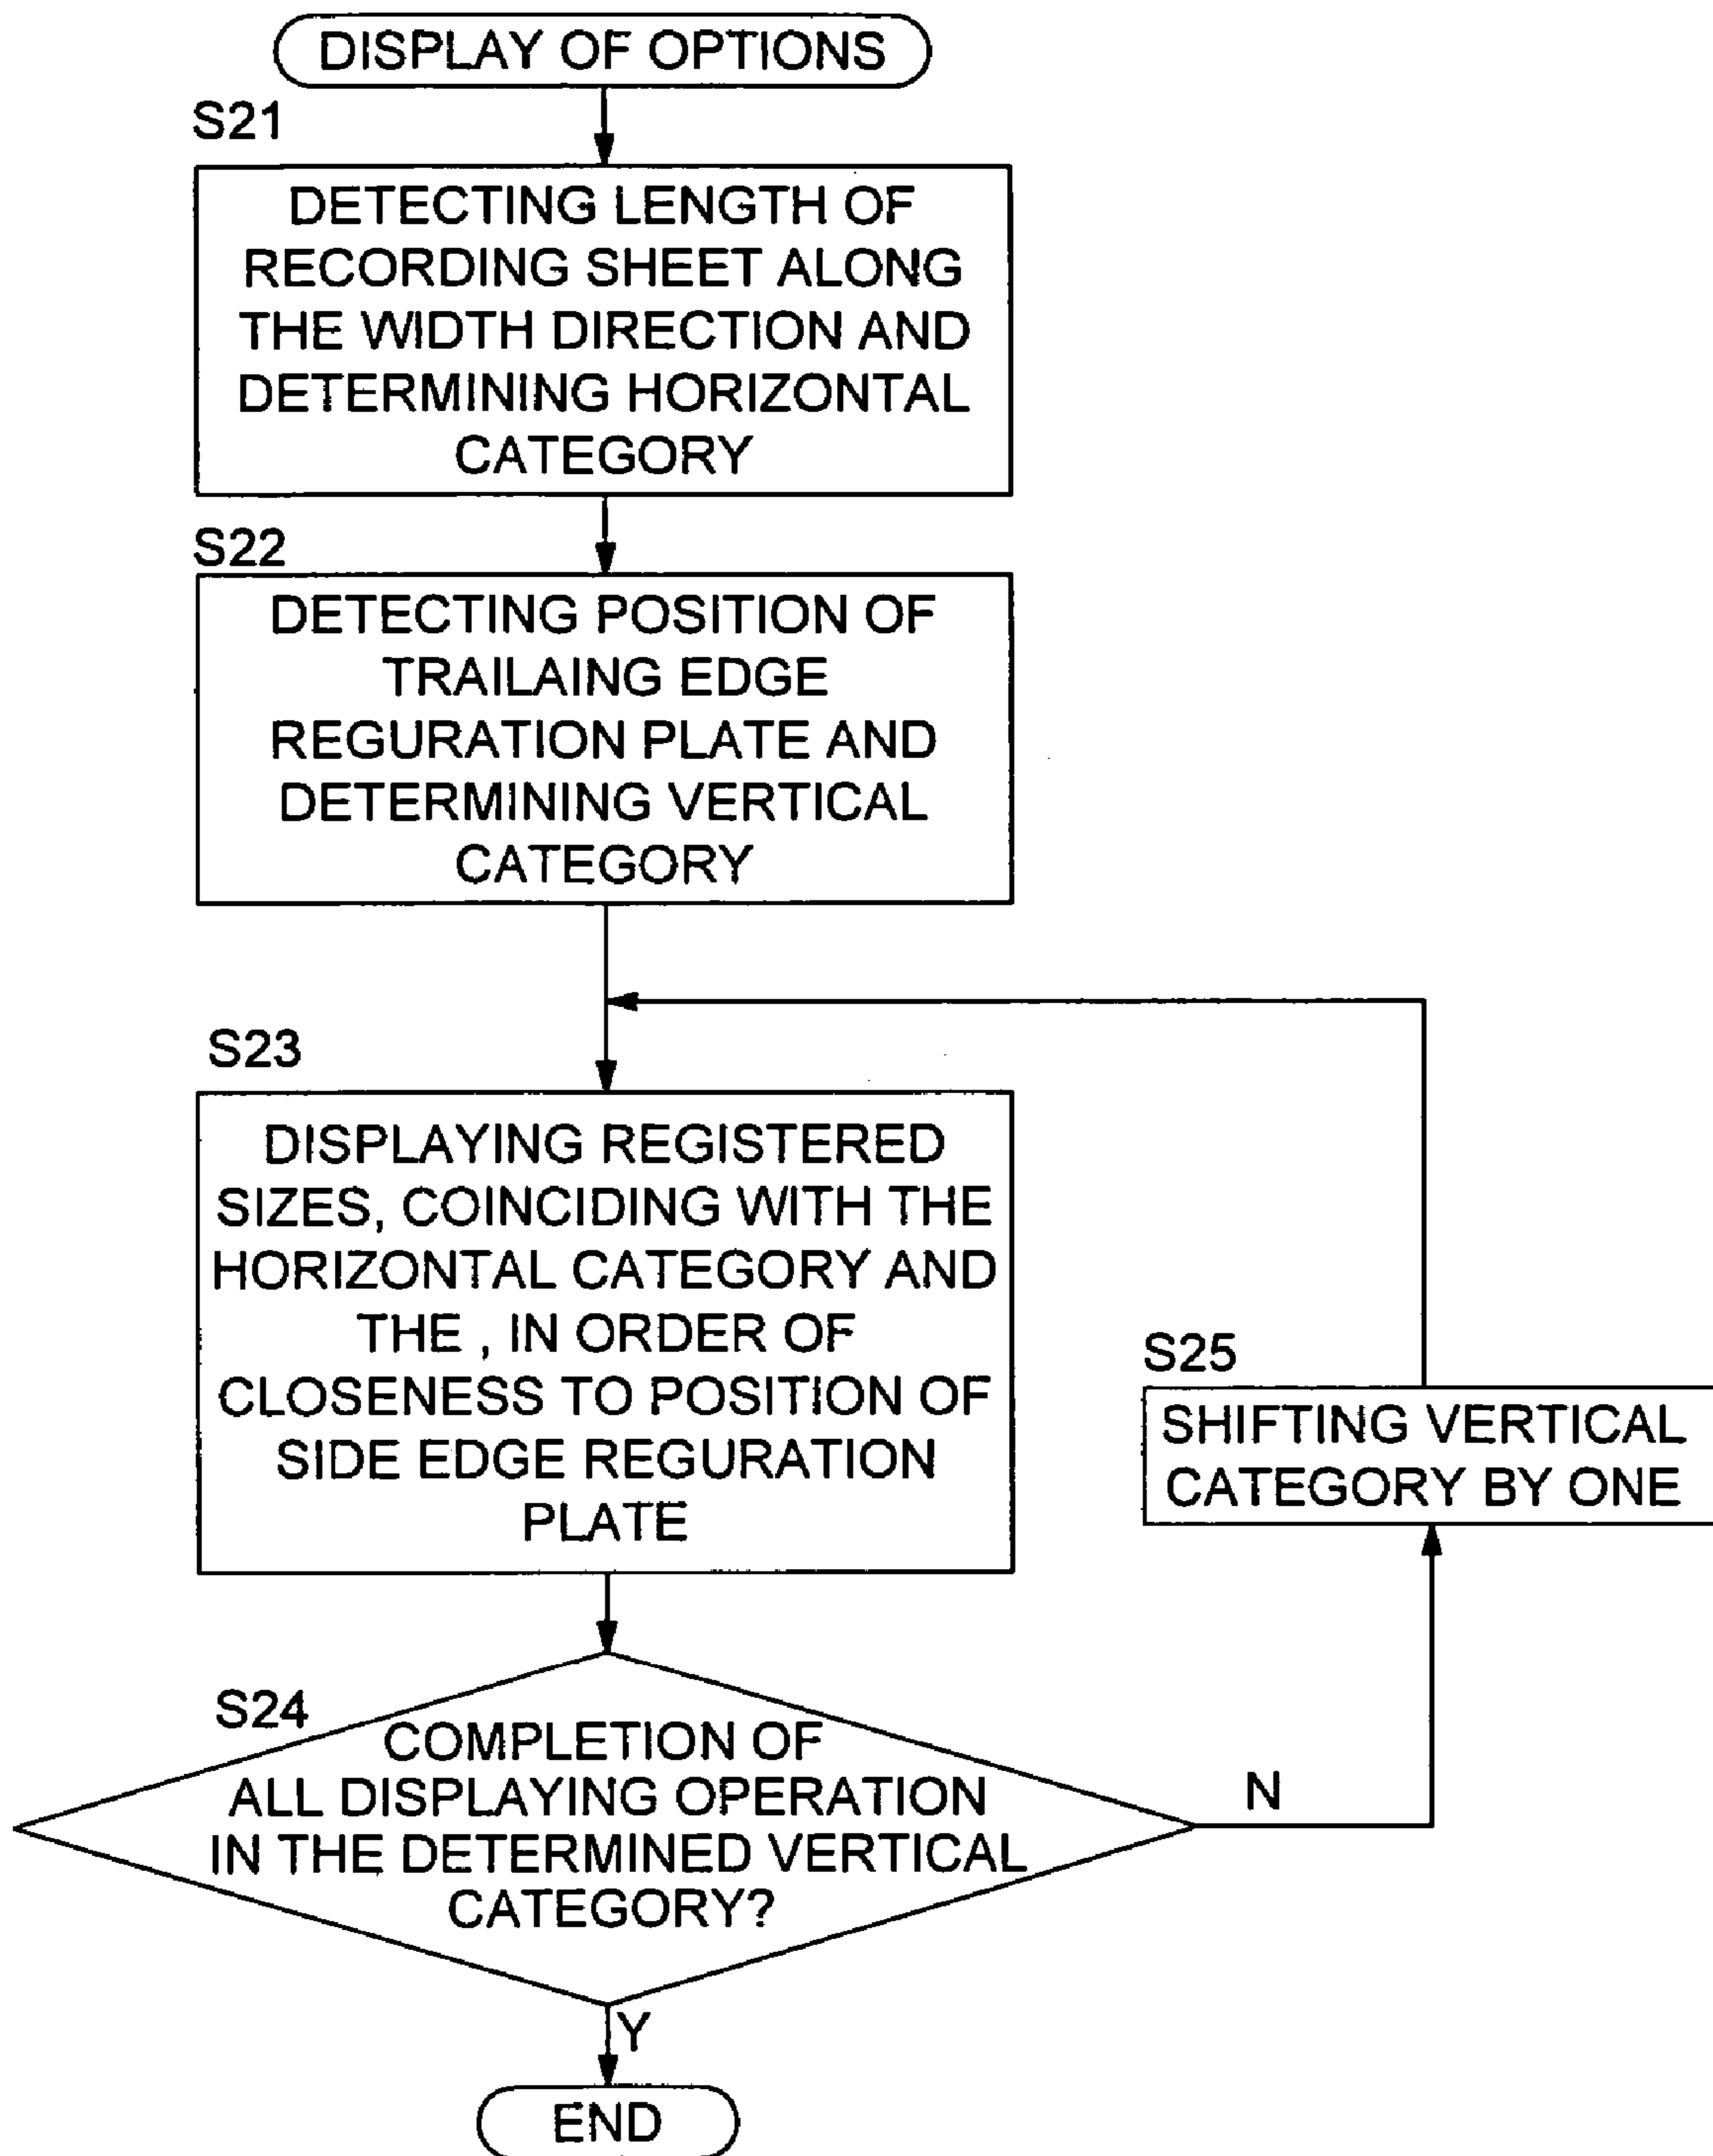 DISPLAY OF OPTIONS
S21
DETECTING LENGTH OF
RECORDING SHEET ALONG
THE WIDTH DIRECTION AND
DETERMINING HORIZONTAL
CATEGORY
S22
DETECTING POSITION OF
TRAILAING EDGE
REGURATION PLATE AND
DETERMINING VERTICAL
CATEGORY
S23
DISPLAYING REGISTERED
SIZES, COINCIDING WITH THE
HORIZONTAL CATEGORY AND
THE , IN ORDER OF
CLOSENESS TO POSITION OF
SIDE EDGE REGURATION
PLATE
S25
SHIFTING VERTICAL
CATEGORY BY ONE
S24
COMPLETION OF
ALL DISPLAYING OPERATION
IN THE DETERMINED VERTICAL
CATEGORY?
N
Y
END